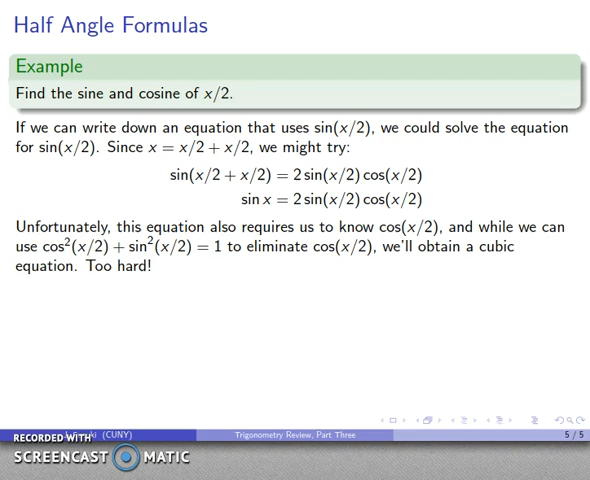 Half Angle Formulas
Example
Find the sine and cosine of x/2.
If we can write down an equation that uses sin(x/2), we could solve the equation
for sin(x/2). Since x = x/2 + x/2, we might try:
sin(x/2 + x/2) = 2 sin(x/2) cos(x/2)
sin x = 2 sin(x/2) cos(x/2)
Unfortunately, this equation also requires us to know cos(x/2), and while we can
use cos²(x/2) + sin²(x/2) = 1 to eliminate cos(x/2), we'll obtain a cubic
equation. Too hard!
(CUNY) Trigonometry Review, Part Three 5 / 5
RECORDED WITH
SCREENCAST MATIC